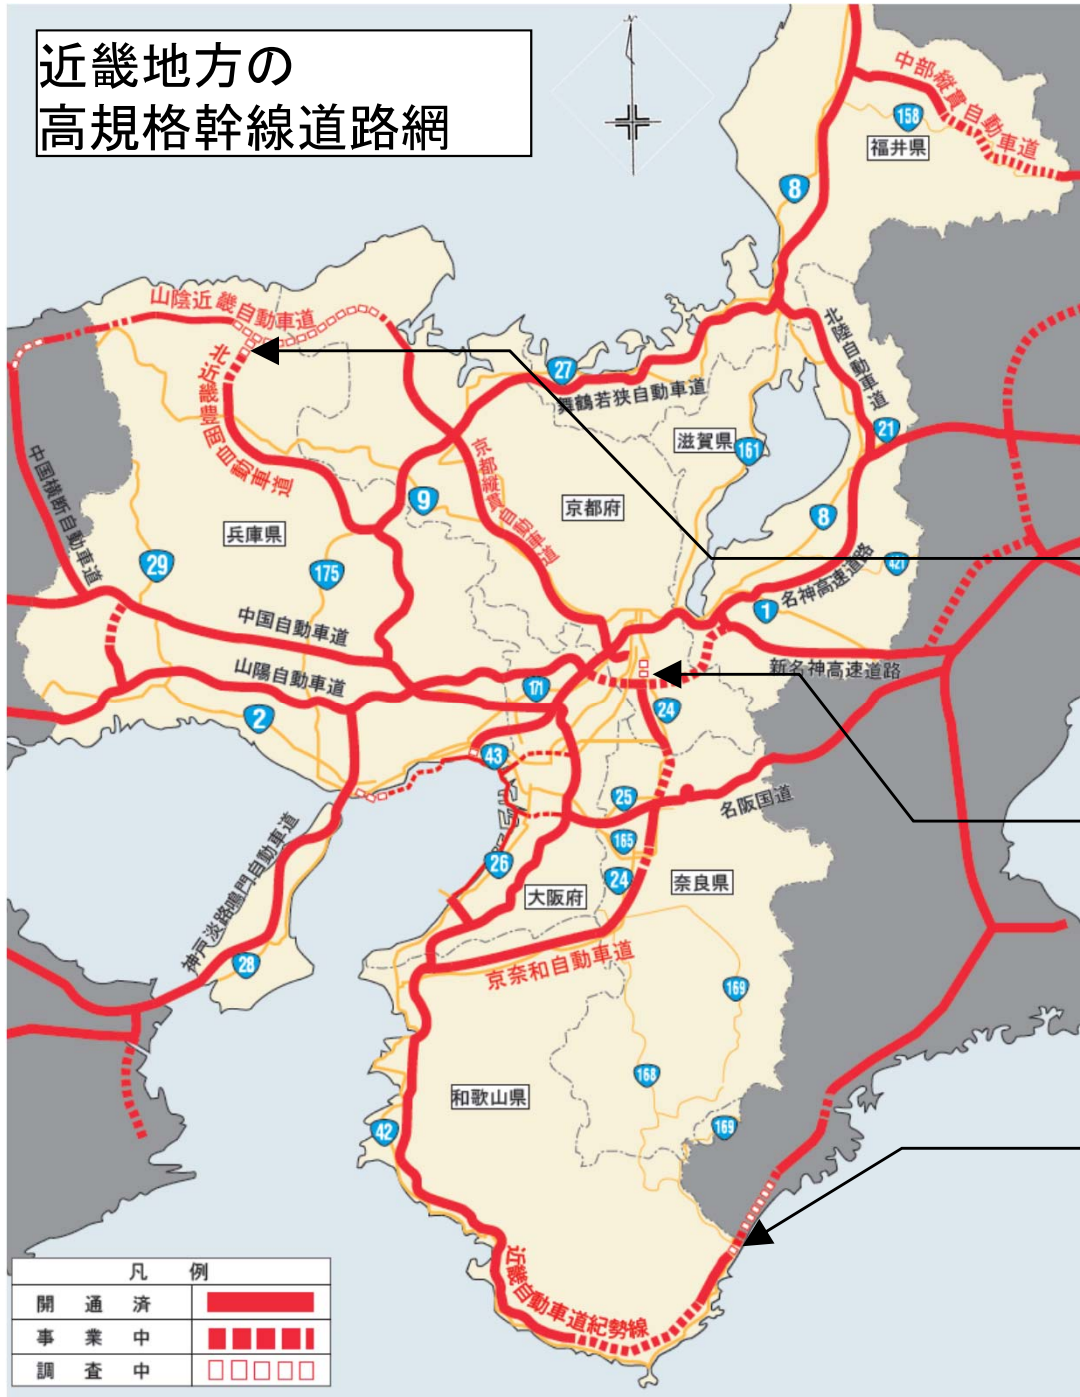 近畿地方の
高規格幹線道路網
N
中部縦貫自動車道
158
福井県
8
山陰近畿自動車道
北近畿豊岡自動車道
27
舞鶴若狭自動車道
北陸自動車道
21
滋賀県
161
中国横断自動車道
京都縦貫自動車道
9
京都府
8
兵庫県
29
175
421
名神高速道路
1
中国自動車道
山陽自動車道
新名神高速道路
171
2
24
43
25
名阪国道
165
神戸淡路鳴門自動車道
26
24
奈良県
大阪府
28
京奈和自動車道
169
168
和歌山県
42
169
近畿自動車道紀勢線
凡例
開通済
事業中
調査中